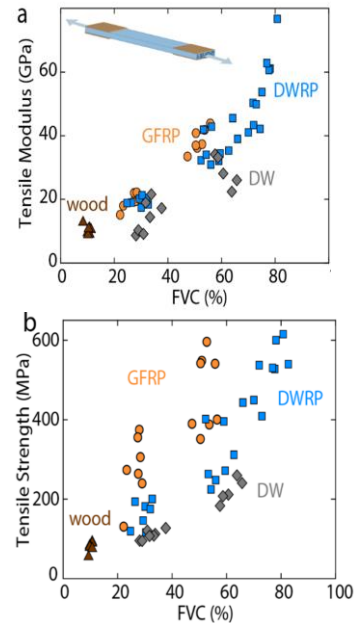 a
Tensile Modulus (GPa)
60
40
20
0
DWRP
GFRP
DW
wood
0 20 40 60 80
FVC (%)
b
Tensile Strength (MPa)
600
400
200
0
GFRP
DWRP
DW
wood
0 20 40 60 80 100
FVC (%)